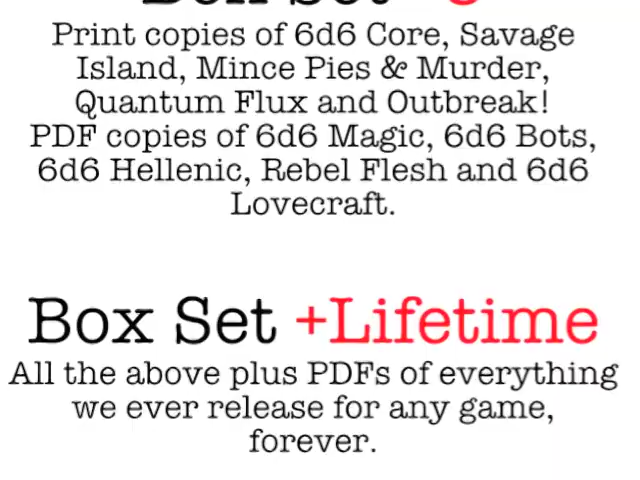 Print copies of 6d6 Core, Savage
Island, Mince Pies & Murder,
Quantum Flux and Outbreak!
PDF copies of 6d6 Magic, 6d6 Bots,
6d6 Hellenic, Rebel Flesh and 6d6
Lovecraft.
Box Set +Lifetime
All the above plus PDFs of everything
we ever release for any game,
forever.